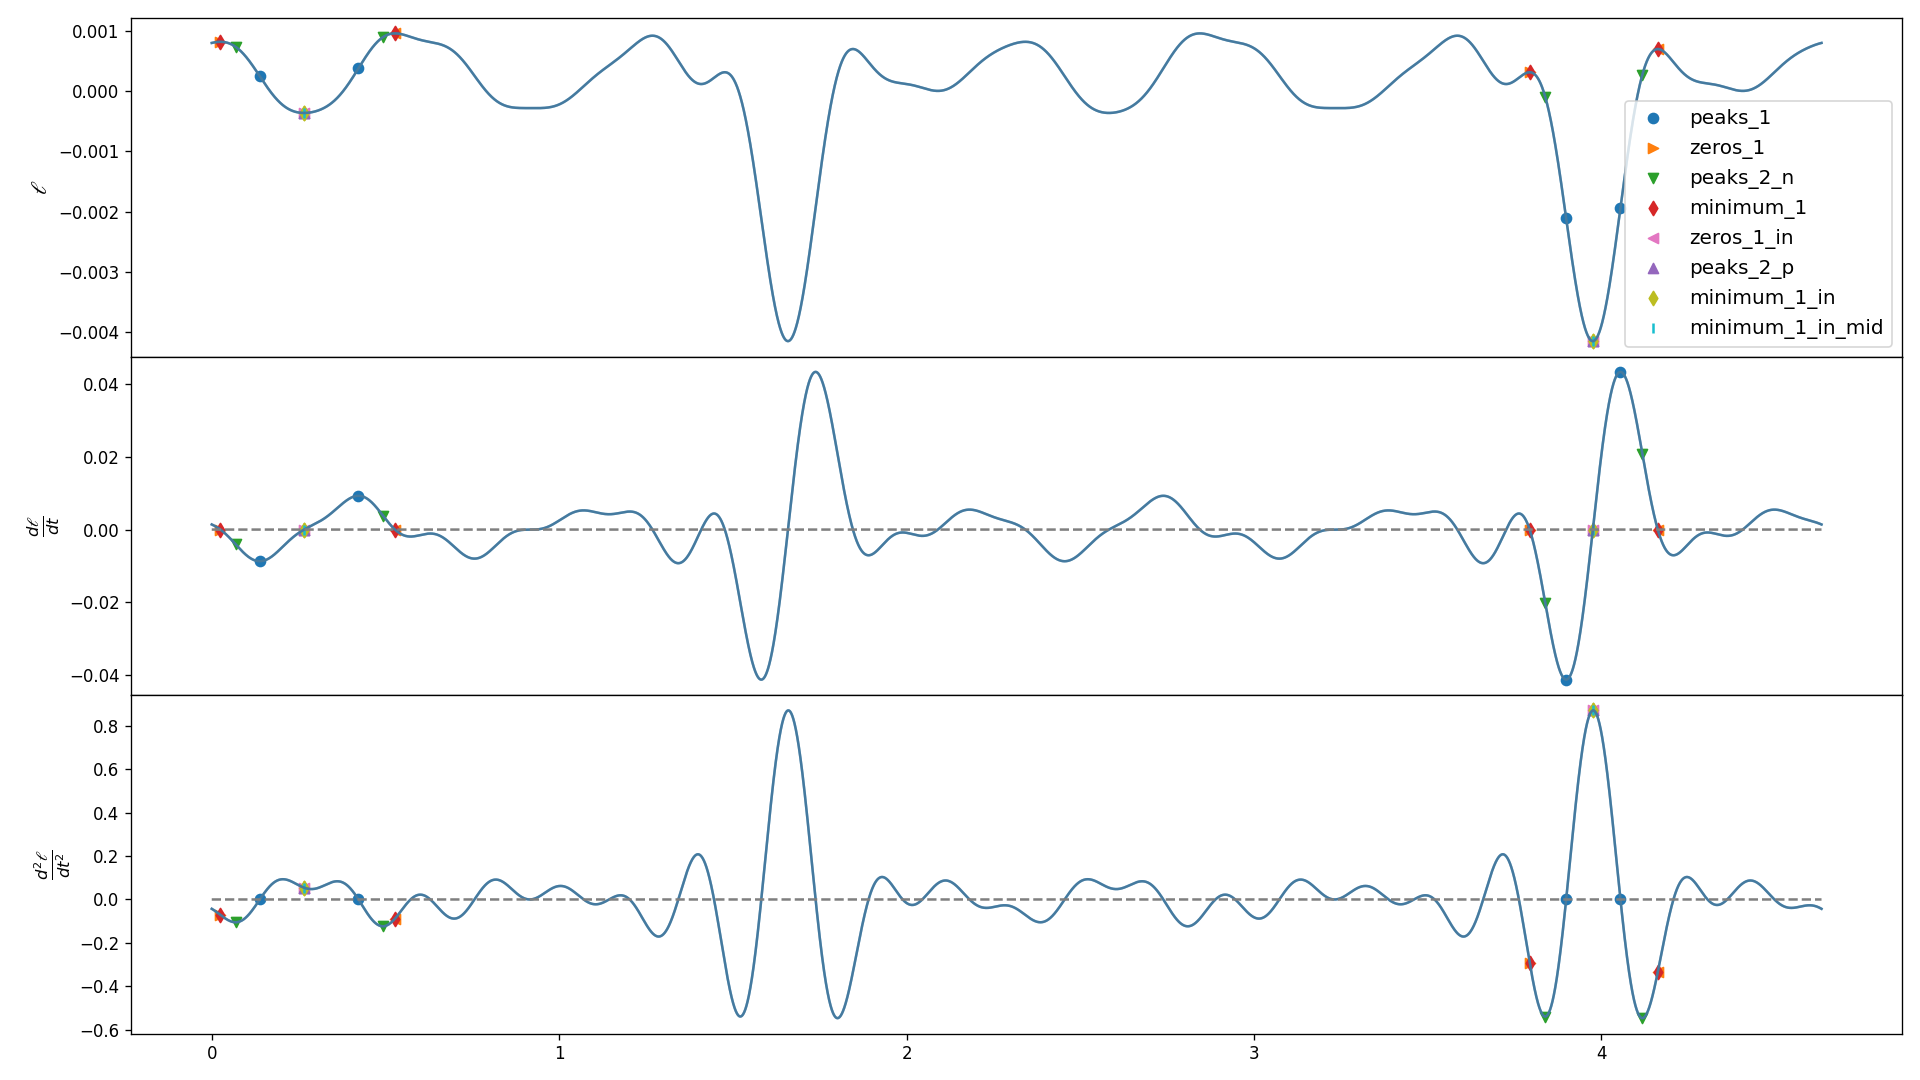 0.001
0.000
−0.001
−0.002
−0.003
−0.004
ℓ
peaks_1
zeros_1
peaks_2_n
minimum_1
zeros_1_in
peaks_2_p
minimum_1_in
minimum_1_in_mid
0.04
0.02
0.00
−0.02
−0.04
dℓ
dt
0.8
0.6
0.4
0.2
0.0
−0.2
−0.4
−0.6
d²ℓ
dt²
0 1 2 3 4